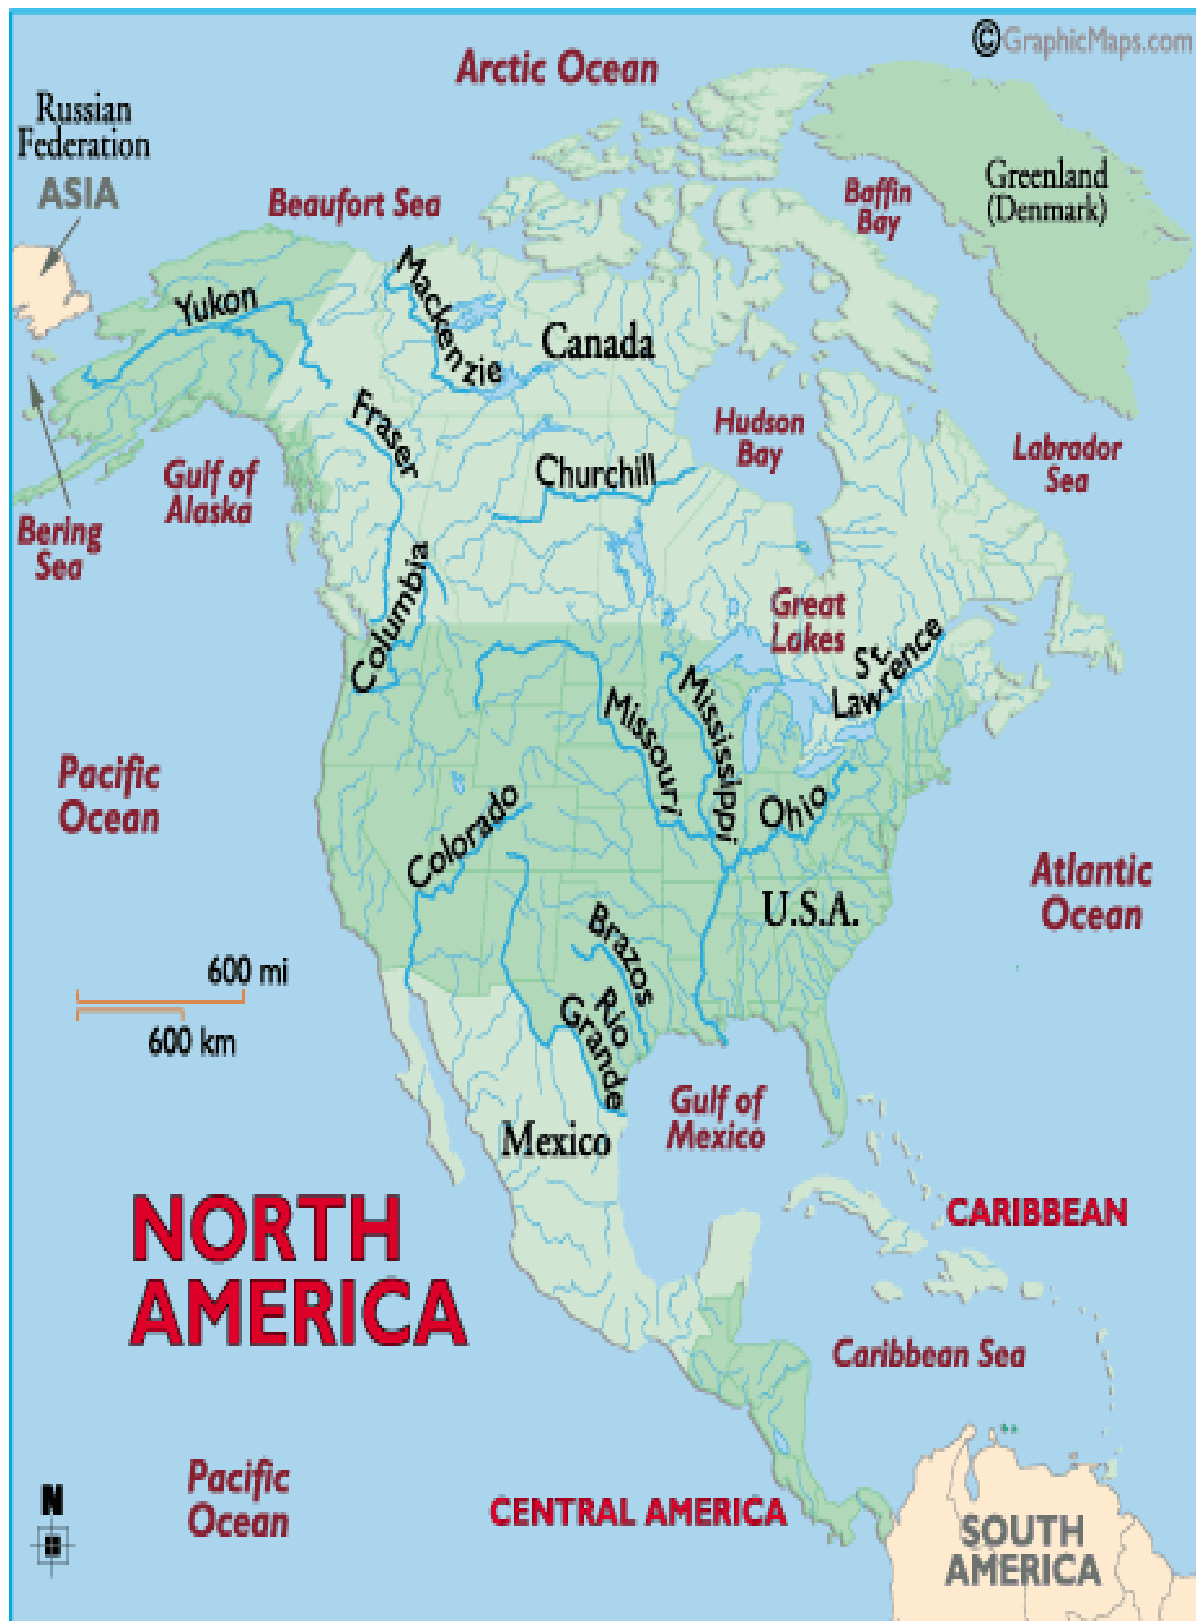 ©GraphicMaps.com
Arctic Ocean
Russian
Federation
ASIA
Beaufort Sea
Baffin
Bay
Greenland
(Denmark)
Yukon
Mackenzie
Canada
Fraser
Hudson
Bay
Labrador
Sea
Gulf of
Alaska
Churchill
Bering
Sea
Columbia
Great
Lakes
St.
Lawrence
Missouri
Mississippi
Pacific
Ocean
Colorado
Ohio
Atlantic
Ocean
U.S.A.
Brazos
600 mi
600 km
Rio
Grande
Gulf of
Mexico
Mexico
NORTH
AMERICA
CARIBBEAN
Caribbean Sea
Pacific
Ocean
N
CENTRAL AMERICA
SOUTH
AMERICA